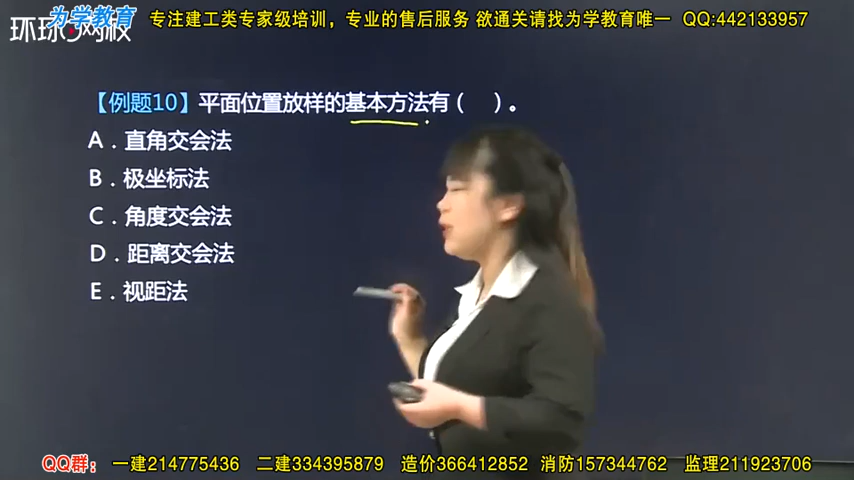 为学教育 专注建工类专家级培训，专业的售后服务 欲通关请找为学教育唯一 QQ:442133957
环球网校
【例题10】平面位置放样的基本方法有（ ）。
A．直角交会法
B．极坐标法
C．角度交会法
D．距离交会法
E．视距法
QQ群： 一建214775436 二建334395879 造价366412852 消防157344762 监理211923706